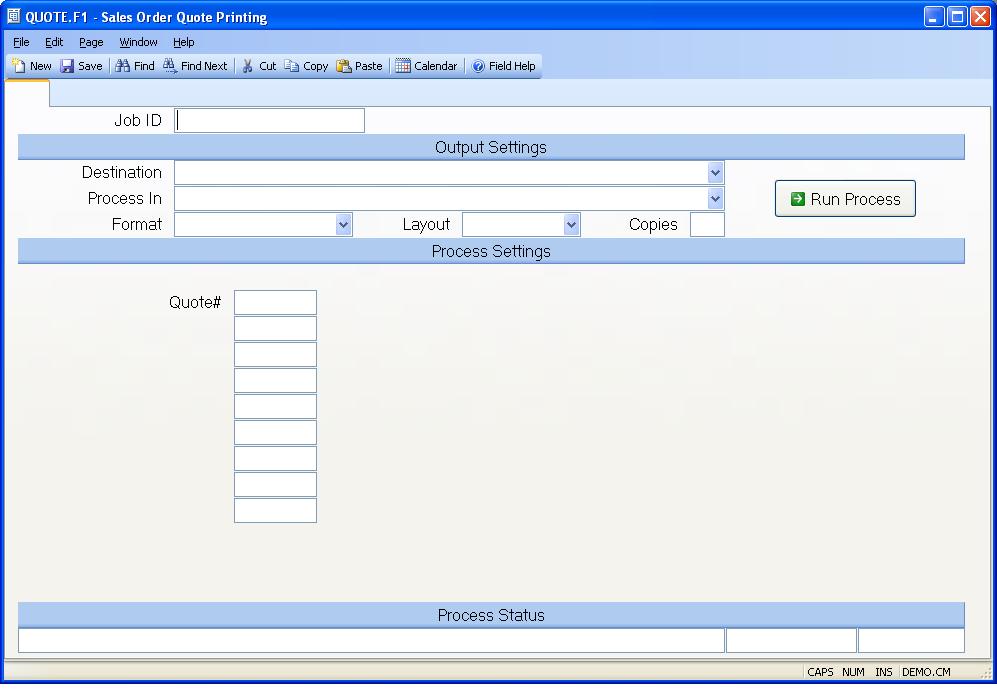 QUOTE.F1 - Sales Order Quote Printing
File Edit Page Window Help
New Save Find Find Next Cut Copy Paste Calendar Field Help
Job ID
Output Settings
Destination
Process In
Run Process
Format Layout Copies
Process Settings
Quote#
Process Status
CAPS NUM INS DEMO.CM